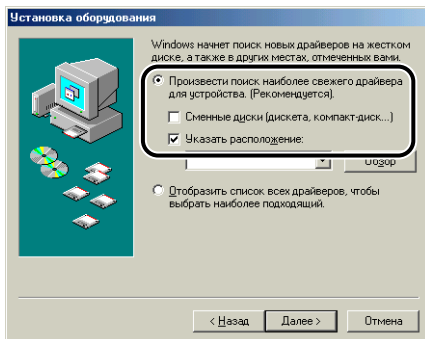 Установка оборудования
Windows начнет поиск новых драйверов на жестком
диске, а также в других местах, отмеченных вами.
Произвести поиск наиболее свежего драйвера
для устройства. (Рекомендуется).
Сменные диски (дискета, компакт-диск...)
Указать расположение:
Обзор
Отобразить список всех драйверов, чтобы
выбрать наиболее подходящий.
< Назад Далее > Отмена